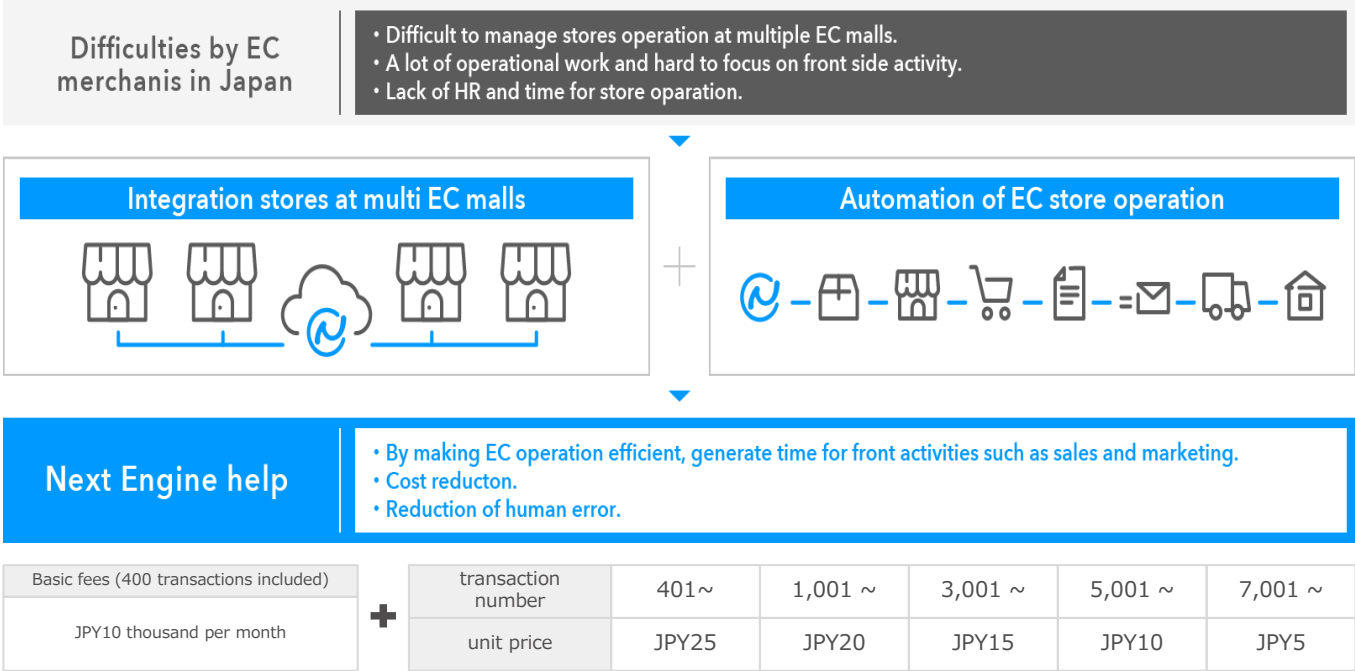 Difficulties by EC
merchanis in Japan
• Difficult to manage stores operation at multiple EC malls.
• A lot of operational work and hard to focus on front side activity.
• Lack of HR and time for store oparation.
Integration stores at multi EC malls
Automation of EC store operation
Next Engine help
• By making EC operation efficient, generate time for front activities such as sales and marketing.
• Cost reducton.
• Reduction of human error.
Basic fees (400 transactions included)
JPY10 thousand per month
transaction
number
401~
1,001 ~
3,001 ~
5,001 ~
7,001 ~
unit price
JPY25
JPY20
JPY15
JPY10
JPY5